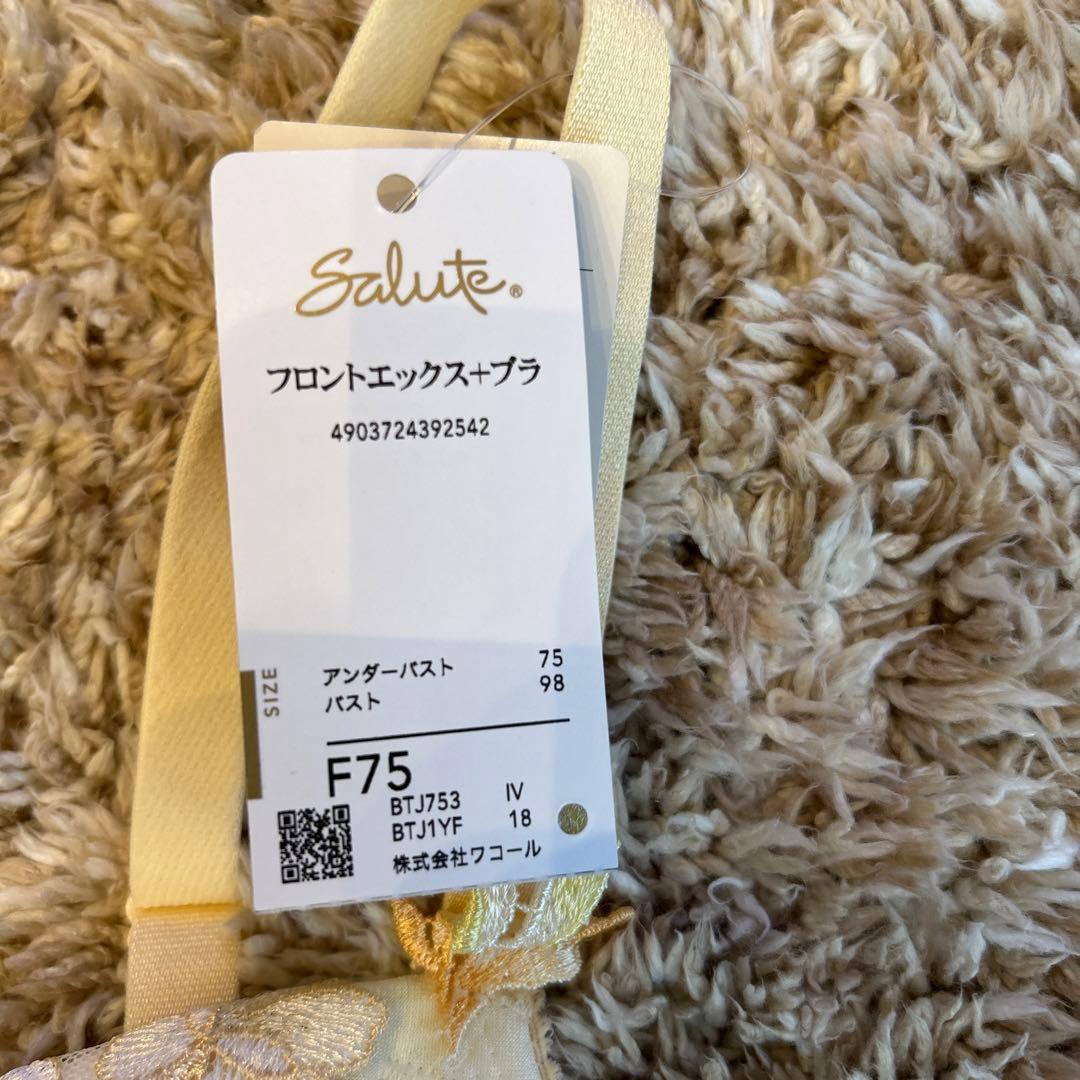 Salute®
フロントエックス+ブラ
4903724392542
SIZE
アンダーバスト 75
バスト 98
F75
BTJ753 IV
BTJ1YF 18
株式会社ワコール